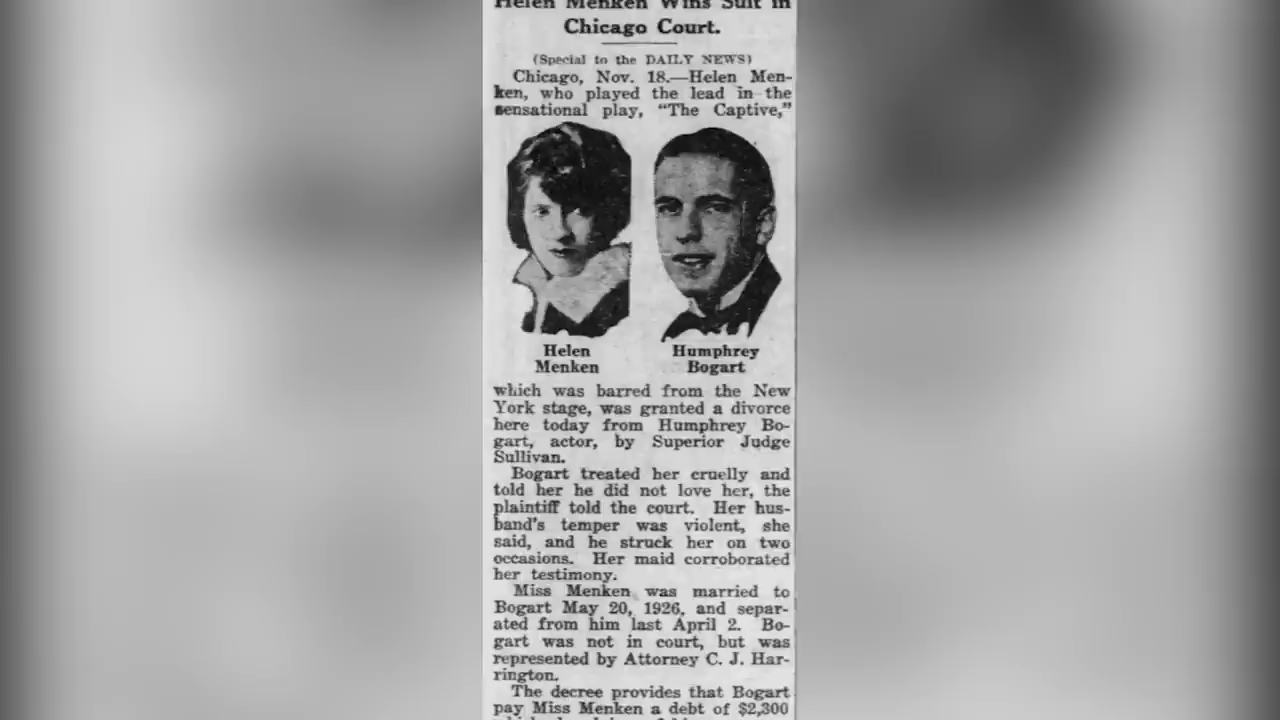 Helen Menken Wins Suit in
Chicago Court.
(Special to the DAILY NEWS)
Chicago, Nov. 18.—Helen Men-
ken, who played the lead in the
sensational play, "The Captive,"
Helen
Menken
Humphrey
Bogart
which was barred from the New
York stage, was granted a divorce
here today from Humphrey Bo-
gart, actor, by Superior Judge
Sullivan.
Bogart treated her cruelly and
told her he did not love her, the
plaintiff told the court. Her hus-
band's temper was violent, she
said, and he struck her on two
occasions. Her maid corroborated
her testimony.
Miss Menken was married to
Bogart May 20, 1926, and separ-
ated from him last April 2. Bo-
gart was not in court, but was
represented by Attorney C. J. Har-
rington.
The decree provides that Bogart
pay Miss Menken a debt of $2,300